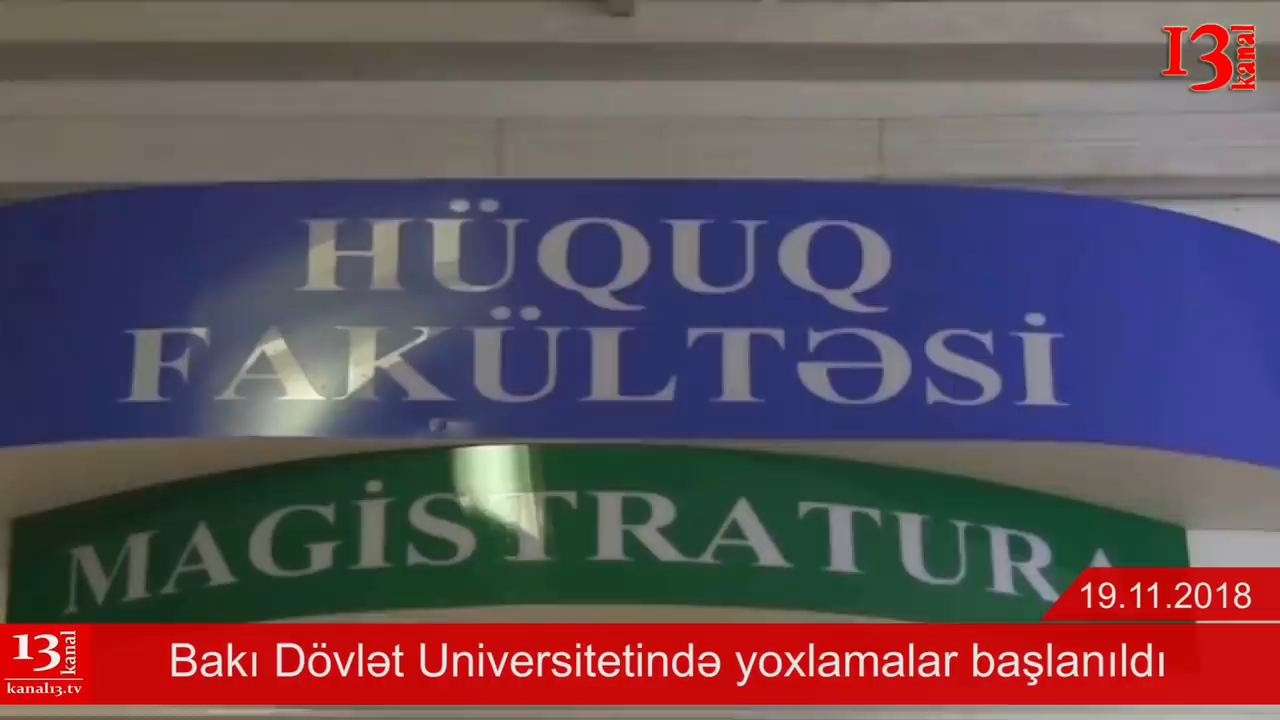 13 kanal
HÜQUQ
FAKÜLTƏSİ
MAGİSTRATURA
19.11.2018
13 kanal
kanal13.tv
Bakı Dövlət Universitetində yoxlamalar başlanıldı